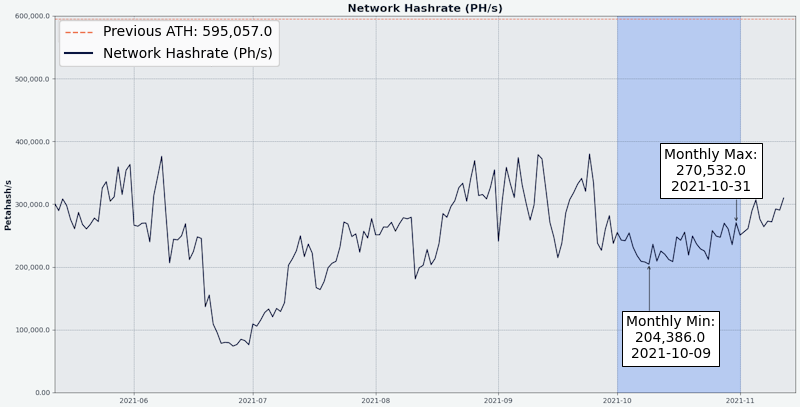 Network Hashrate (PH/s)
Previous ATH: 595,057.0
Network Hashrate (Ph/s)
Petahash/s
600,000.0
500,000.0
400,000.0
300,000.0
200,000.0
100,000.0
0.00
Monthly Max:
270,532.0
2021-10-31
Monthly Min:
204,386.0
2021-10-09
2021-06
2021-07
2021-08
2021-09
2021-10
2021-11